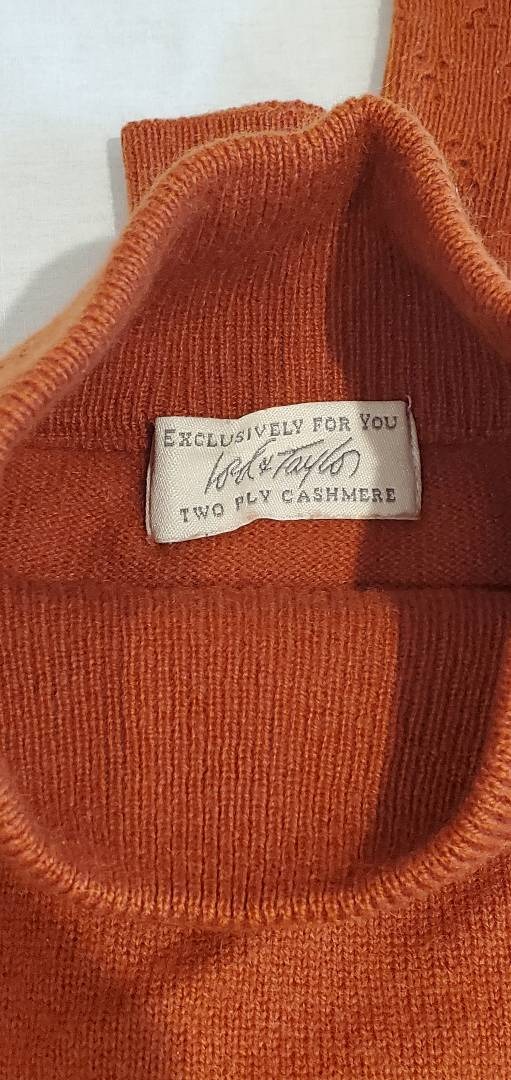 EXCLUSIVELY FOR YOU
Lord & Taylor
TWO PLY CASHMERE